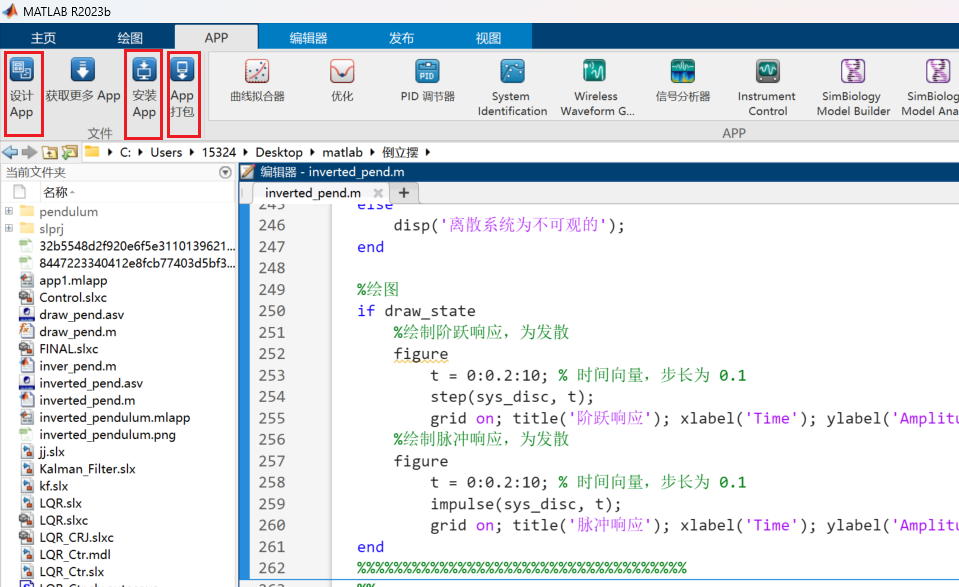 MATLAB R2023b
主页 绘图 APP 编辑器 发布 视图
设计 App
获取更多 App
安装 App
App 打包
曲线拟合器
优化
PID 调节器
System Identification
Wireless Waveform G...
信号分析器
Instrument Control
SimBiology Model Builder
SimBiolog
Model Ana
文件 APP
C: Users 15324 Desktop matlab 倒立摆
当前文件夹
名称
pendulum
slprj
32b5548d2f920e6f5e3110139621...
8447223340412e8fcb77403d5bf3...
app1.mlapp
Control.slxc
draw_pend.asv
draw_pend.m
FINAL.slxc
inver_pend.m
inverted_pend.asv
inverted_pend.m
inverted_pendulum.mlapp
inverted_pendulum.png
jj.slx
Kalman_Filter.slx
kf.slx
LQR.slx
LQR.slxc
LQR_CRJ.slxc
LQR_Ctr.mdl
LQR_Ctr.slx
编辑器 - inverted_pend.m
inverted_pend.m
245 else
246 disp('离散系统为不可观的');
247 end
248
249 %绘图
250 if draw_state
251 %绘制阶跃响应，为发散
252 figure
253 t = 0:0.2:10; % 时间向量，步长为 0.1
254 step(sys_disc, t);
255 grid on; title('阶跃响应'); xlabel('Time'); ylabel('Amplitu
256 %绘制脉冲响应，为发散
257 figure
258 t = 0:0.2:10; % 时间向量，步长为 0.1
259 impulse(sys_disc, t);
260 grid on; title('脉冲响应'); xlabel('Time'); ylabel('Amplitu
261 end
262 %%%%%%%%%%%%%%%%%%%%%%%%%%%%%%%%%%%%